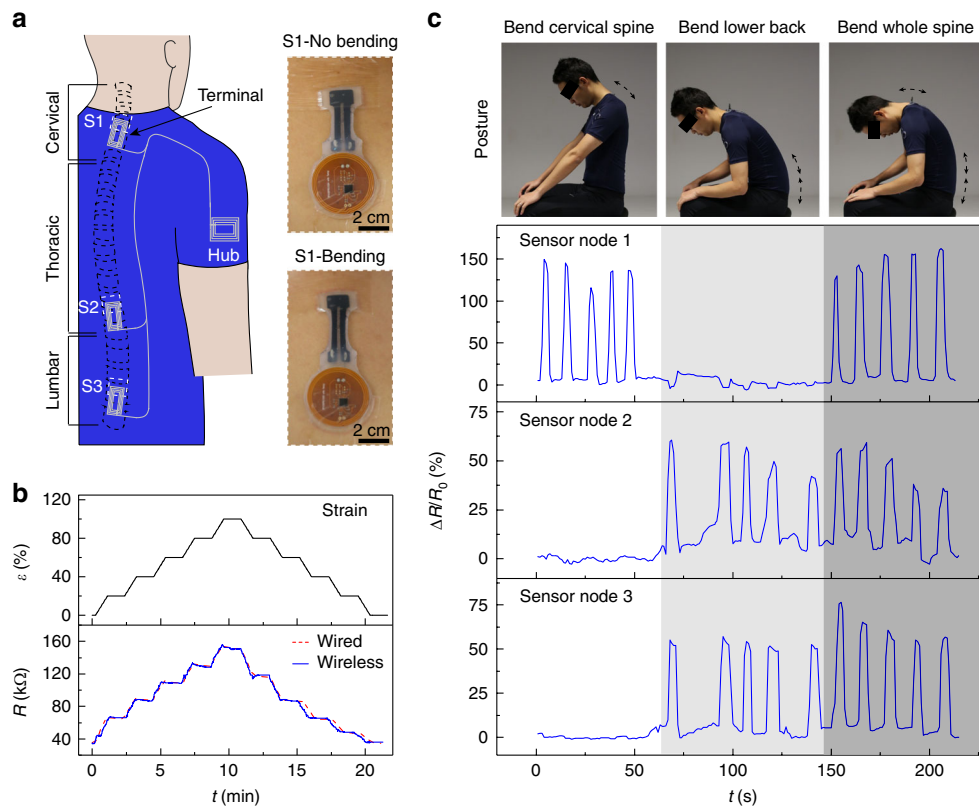 a
S1-No bending
Cervical
S1
Terminal
2 cm
Thoracic
Hub
S1-Bending
S2
Lumbar
S3
2 cm
b
Strain
ε (%)
120
80
40
0
Wired
Wireless
R (kΩ)
160
120
80
40
0 5 10 15 20
t (min)
c
Bend cervical spine Bend lower back Bend whole spine
Posture
Sensor node 1
150
100
50
0
Sensor node 2
75
50
25
0
ΔR/R0 (%)
Sensor node 3
75
50
25
0
0 50 100 150 200
t (s)